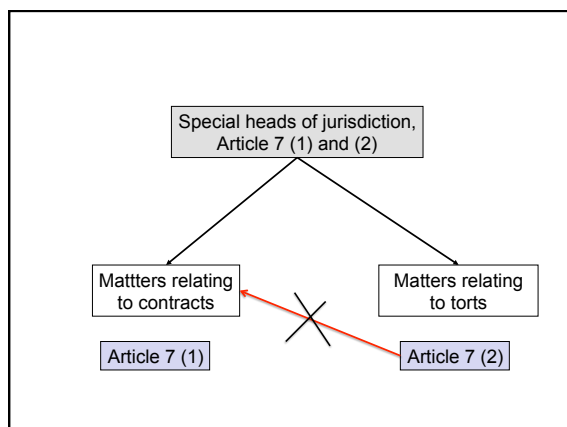 Special heads of jurisdiction,
Article 7 (1) and (2)
Mattters relating
to contracts
Matters relating
to torts
Article 7 (1)
Article 7 (2)